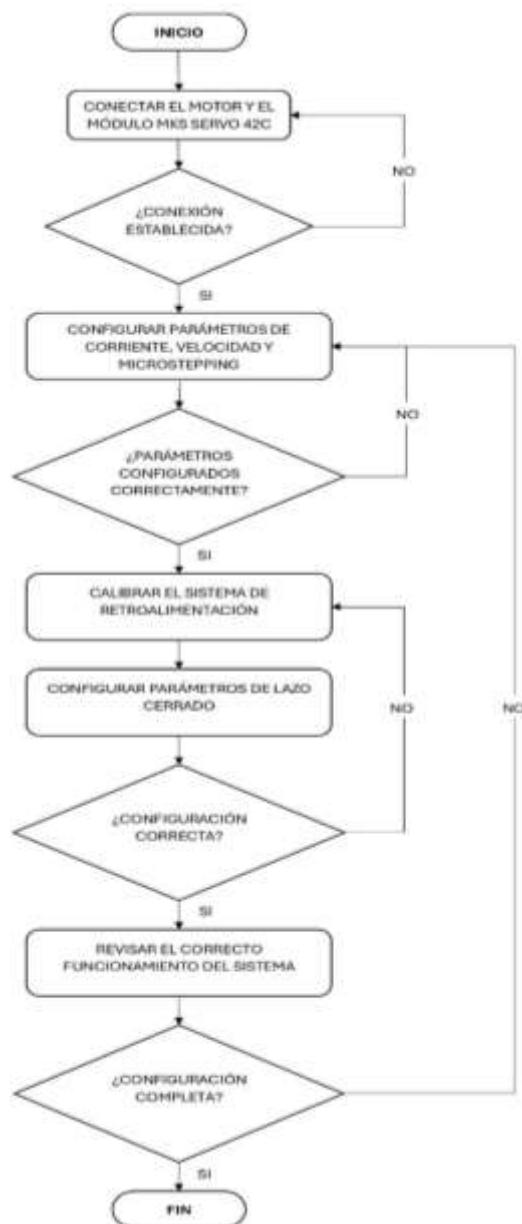 INICIO
CONECTAR EL MOTOR Y EL
MÓDULO MKS SERVO 42C
NO
¿CONEXIÓN
ESTABLECIDA?
SI
CONFIGURAR PARÁMETROS DE
CORRIENTE, VELOCIDAD Y
MICROSTEPPING
NO
¿PARÁMETROS
CONFIGURADOS
CORRECTAMENTE?
SI
CALIBRAR EL SISTEMA DE
RETROALIMENTACIÓN
CONFIGURAR PARÁMETROS DE LAZO
CERRADO
NO
NO
¿CONFIGURACIÓN
CORRECTA?
SI
REVISAR EL CORRECTO
FUNCIONAMIENTO DEL SISTEMA
¿CONFIGURACIÓN
COMPLETA?
SI
FIN